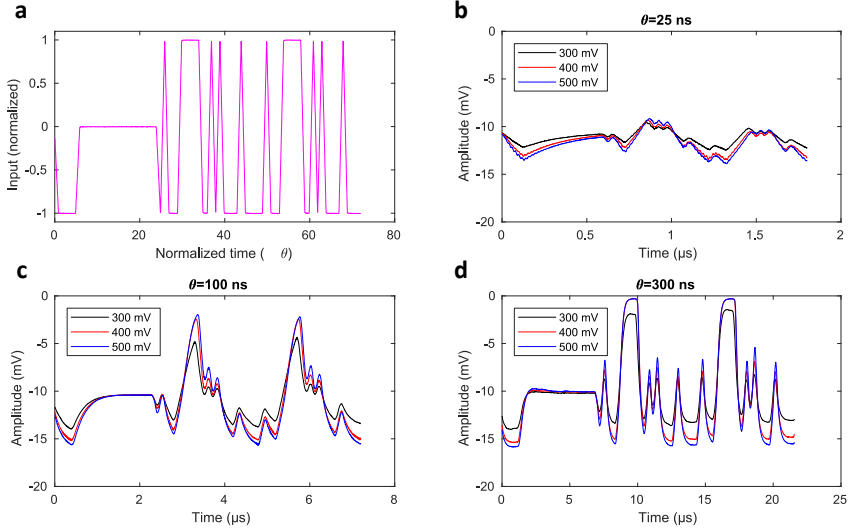 a
1
0.5
0
-0.5
-1
0
20
40
60
80
Input (normalized)
Normalized time ( θ)
b
θ=25 ns
300 mV
400 mV
500 mV
0
-5
-10
-15
-20
0
0.5
1
1.5
2
Amplitude (mV)
Time (μs)
c
θ=100 ns
300 mV
400 mV
500 mV
0
-5
-10
-15
-20
0
2
4
6
8
Amplitude (mV)
Time (μs)
d
θ=300 ns
300 mV
400 mV
500 mV
0
-5
-10
-15
-20
0
5
10
15
20
25
Amplitude (mV)
Time (μs)